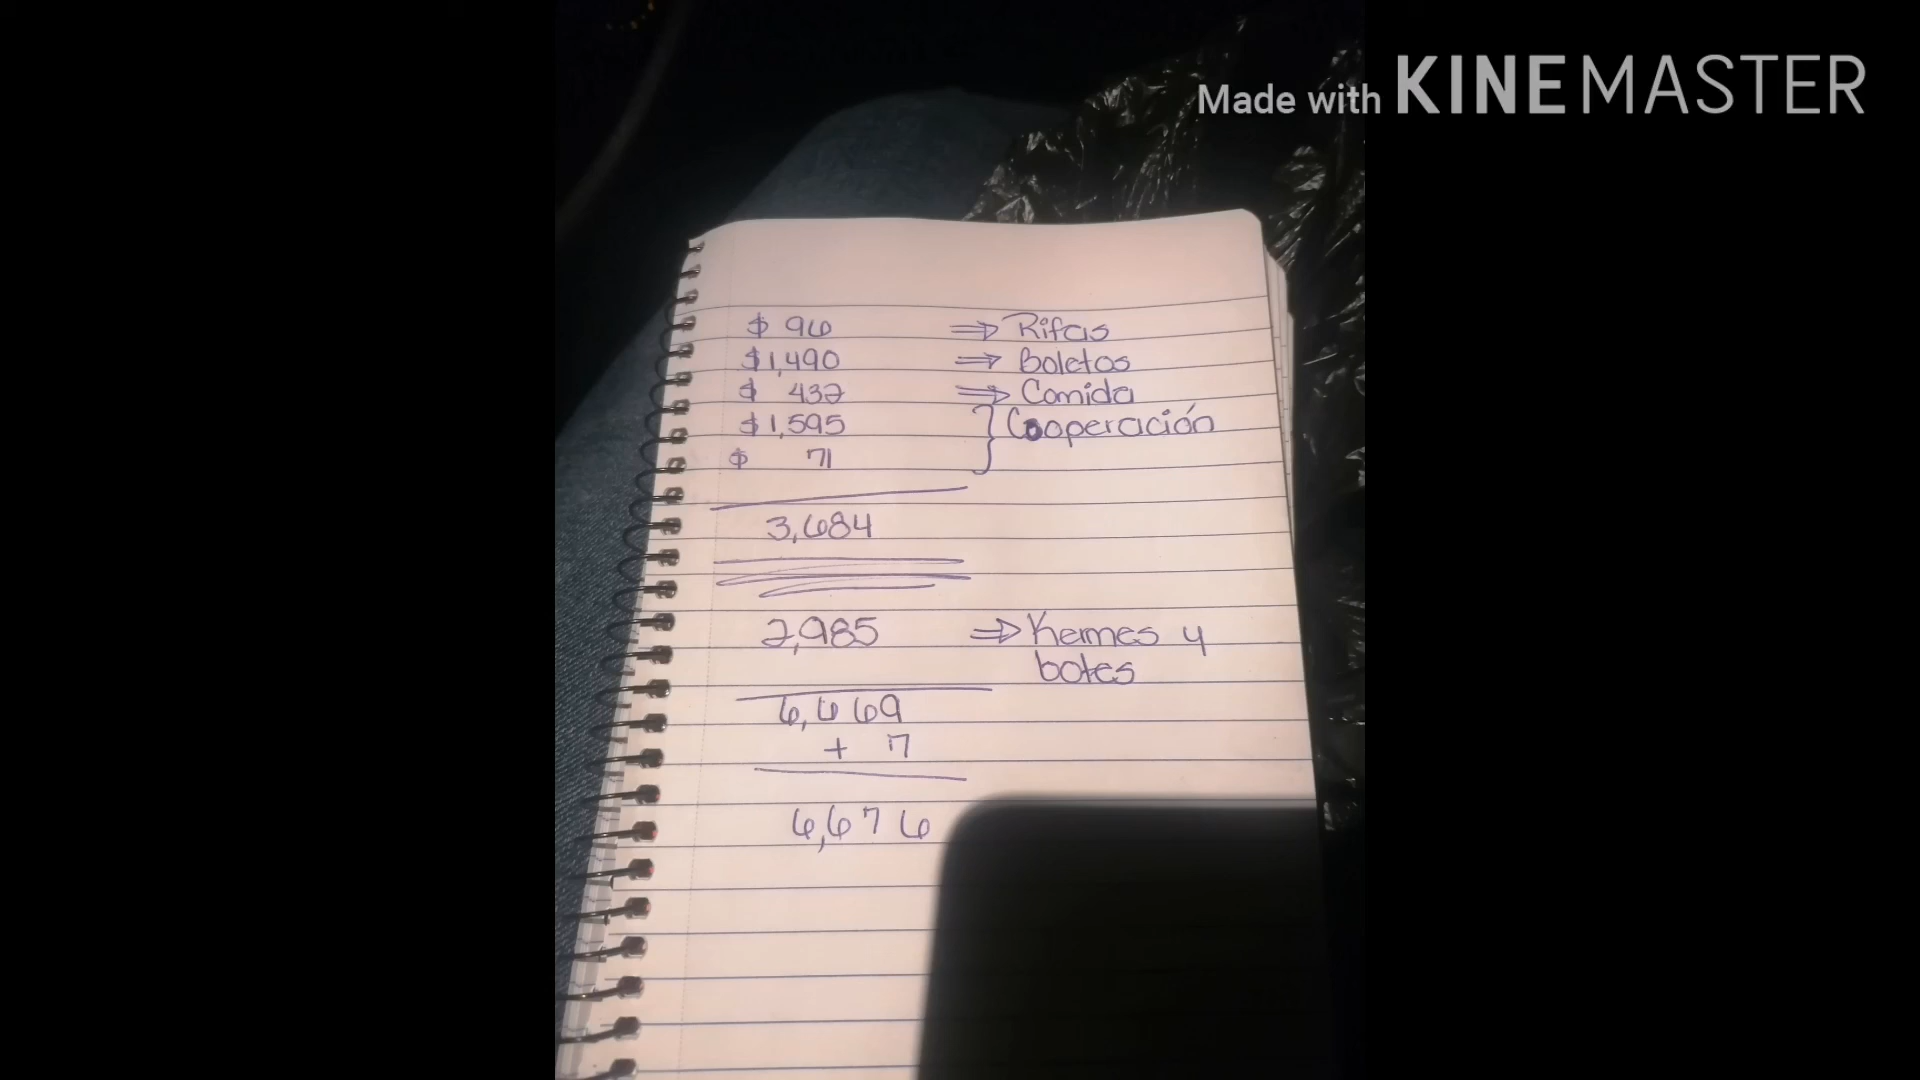 Made with KINEMASTER
$ 96 ⇒ Rifas
$1,490 ⇒ Boletos
$ 432 ⇒ Comida
$1,595 } Cooperación
$ 71
3,684
2,985 ⇒ Kermes y
botes
6,669
+ 7
6,676